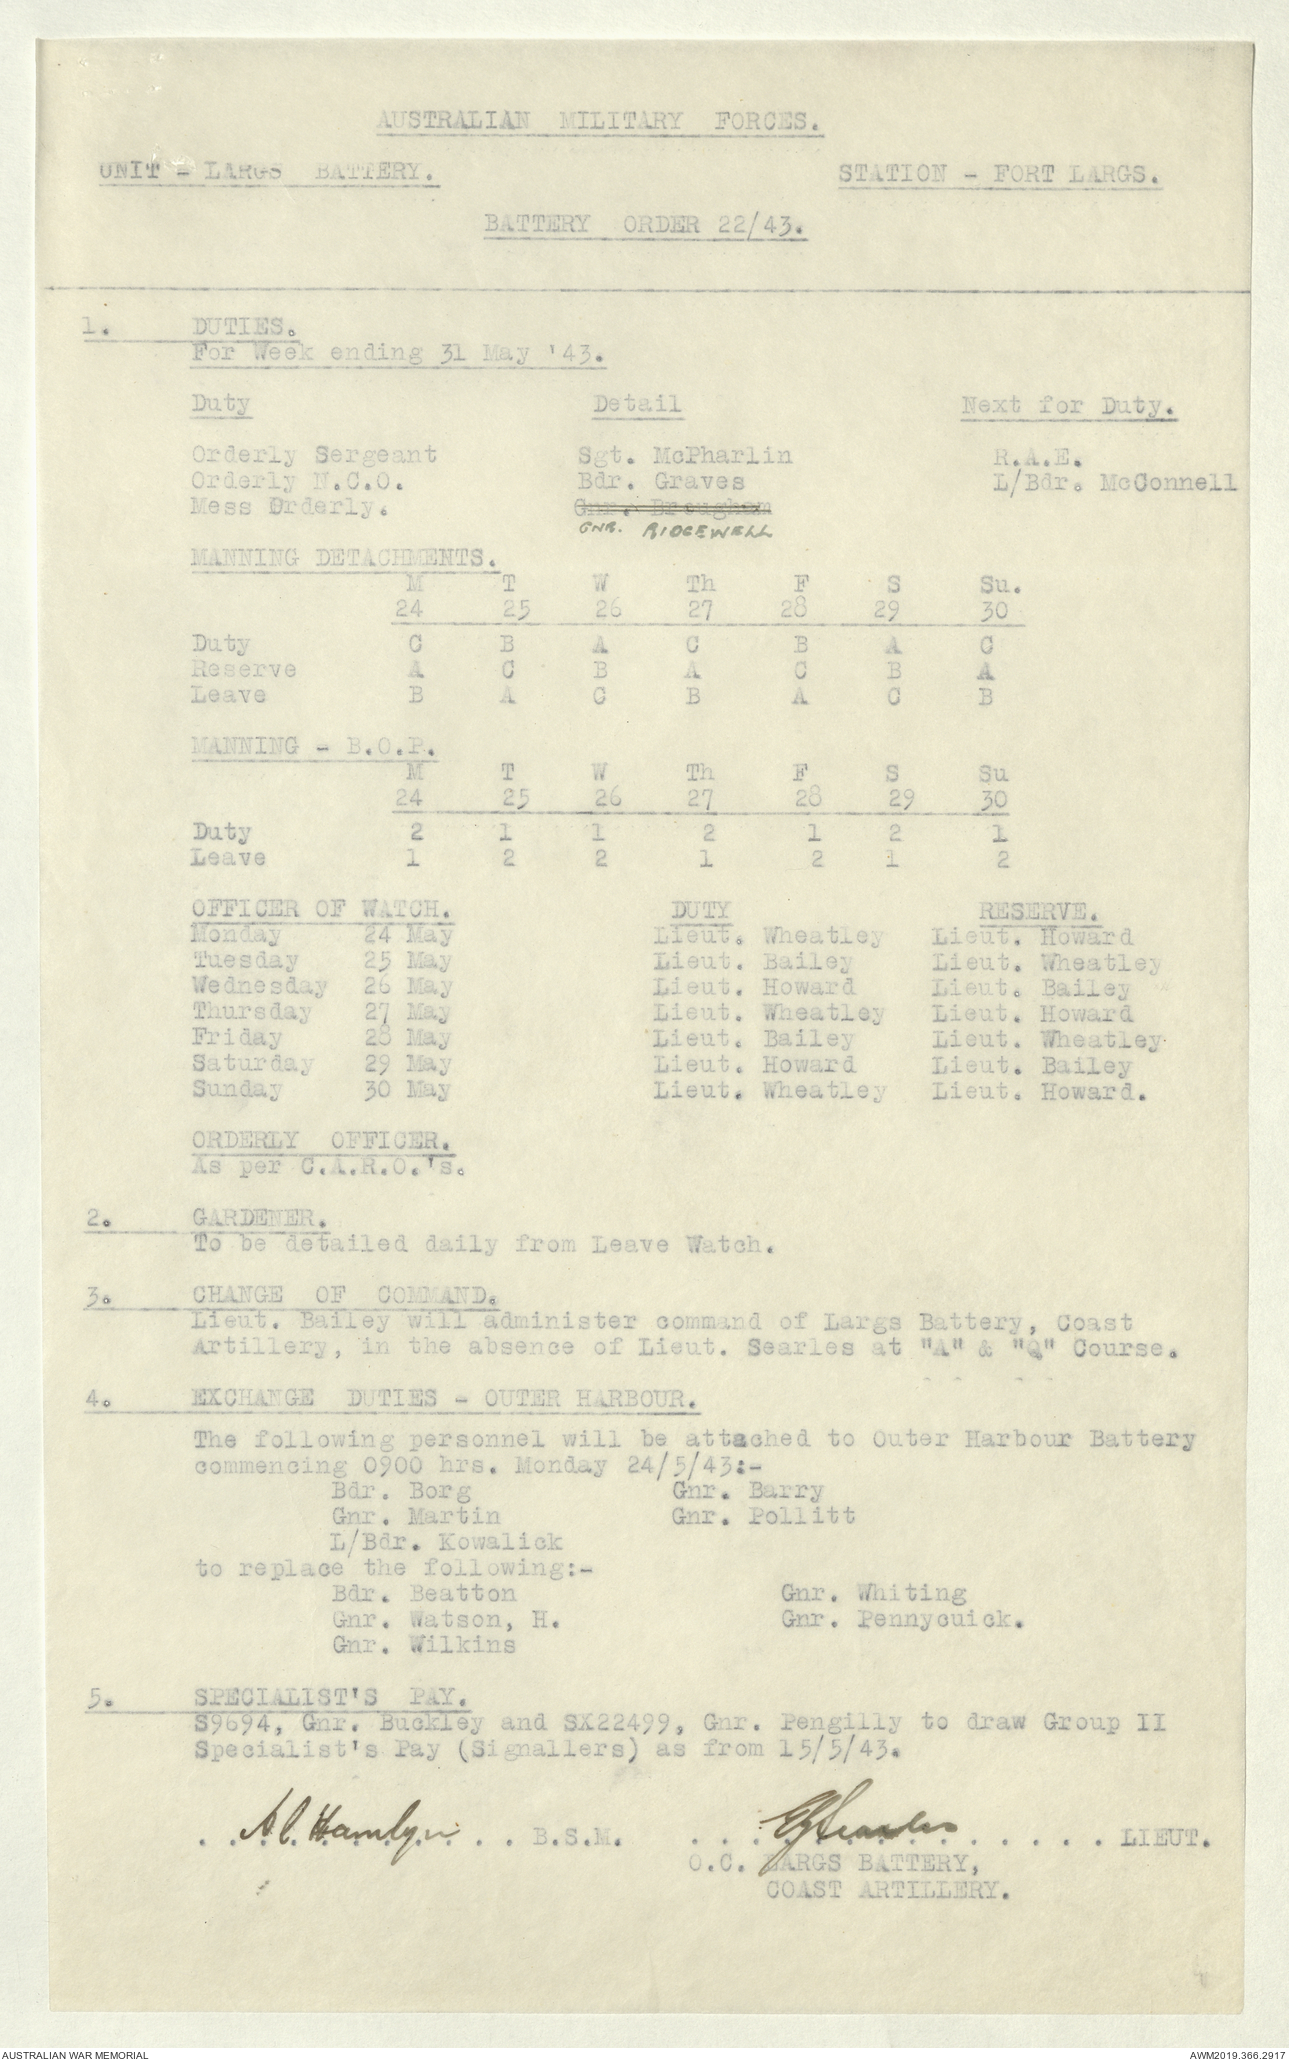 AUSTRALIAN MILITARY FORCES.
UNIT - LARGS BATTERY. STATION - FORT LARGS.
BATTERY ORDER 22/43.
1. DUTIES.
For Week ending 31 May '43.
Duty Detail Next for Duty.
Orderly Sergeant Sgt. McPharlin R.A.E.
Orderly N.C.O. Bdr. Graves L/Bdr. McConnell
Mess Orderly. Gnr. Brougham
GNR. RIDGEWELL
MANNING DETACHMENTS.
M T W Th F S Su.
24 25 26 27 28 29 30
Duty C B A C B A C
Reserve A C B A C B A
Leave B A C B A C B
MANNING - B.O.P.
M T W Th F S Su
24 25 26 27 28 29 30
Duty 2 1 1 2 1 2 1
Leave 1 2 2 1 2 1 2
OFFICER OF WATCH. DUTY RESERVE.
Monday 24 May Lieut. Wheatley Lieut. Howard
Tuesday 25 May Lieut. Bailey Lieut. Wheatley
Wednesday 26 May Lieut. Howard Lieut. Bailey
Thursday 27 May Lieut. Wheatley Lieut. Howard
Friday 28 May Lieut. Bailey Lieut. Wheatley
Saturday 29 May Lieut. Howard Lieut. Bailey
Sunday 30 May Lieut. Wheatley Lieut. Howard.
ORDERLY OFFICER.
As per C.A.R.O.'s.
2. GARDENER.
To be detailed daily from Leave Watch.
3. CHANGE OF COMMAND.
Lieut. Bailey will administer command of Largs Battery, Coast
Artillery, in the absence of Lieut. Searles at "A" & "Q" Course.
4. EXCHANGE DUTIES - OUTER HARBOUR.
The following personnel will be attached to Outer Harbour Battery
commencing 0900 hrs. Monday 24/5/43:-
Bdr. Borg Gnr. Barry
Gnr. Martin Gnr. Pollitt
L/Bdr. Kowalick
to replace the following:-
Bdr. Beatton Gnr. Whiting
Gnr. Watson, H. Gnr. Pennycuick.
Gnr. Wilkins
5. SPECIALIST'S PAY.
S9694, Gnr. Buckley and SX22499, Gnr. Pengilly to draw Group II
Specialist's Pay (Signallers) as from 15/5/43.
A C Hamlyn B.S.M. Searles LIEUT.
O.C. LARGS BATTERY,
COAST ARTILLERY.
AUSTRALIAN WAR MEMORIAL AWM2019.366.2917